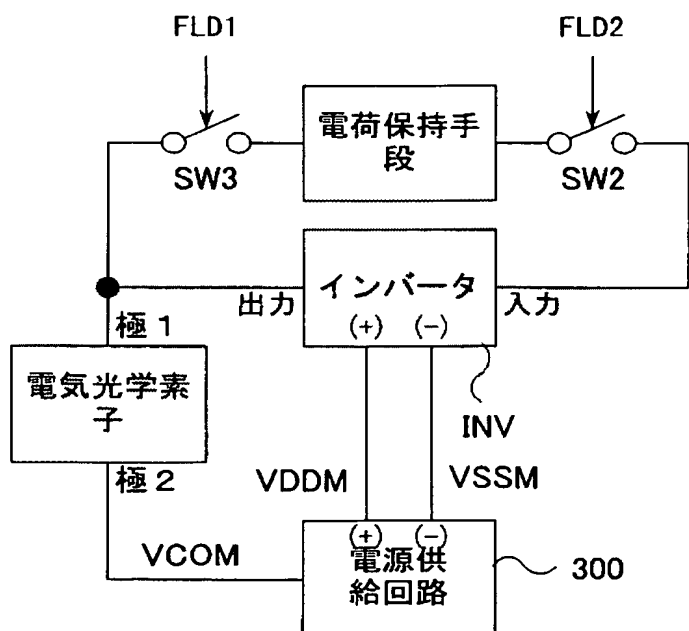 FLD1
FLD2
電荷保持手
段
SW3
SW2
出力
インバータ
入力
(+)
(-)
極1
電気光学素
子
INV
極2
VDDM
VSSM
(+)
(-)
VCOM
電源供
給回路
300